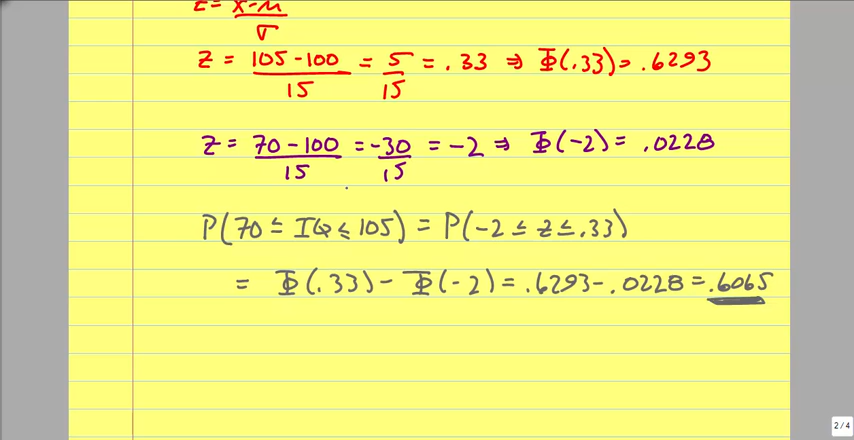 z = x-μ / σ
z = 105-100 / 15 = 5 / 15 = .33 ⇒ Φ(.33) = .6293
z = 70-100 / 15 = -30 / 15 = -2 ⇒ Φ(-2) = .0228
P(70 ≤ IQ ≤ 105) = P(-2 ≤ z ≤ .33)
= Φ(.33) - Φ(-2) = .6293 - .0228 = .6065
2 / 4